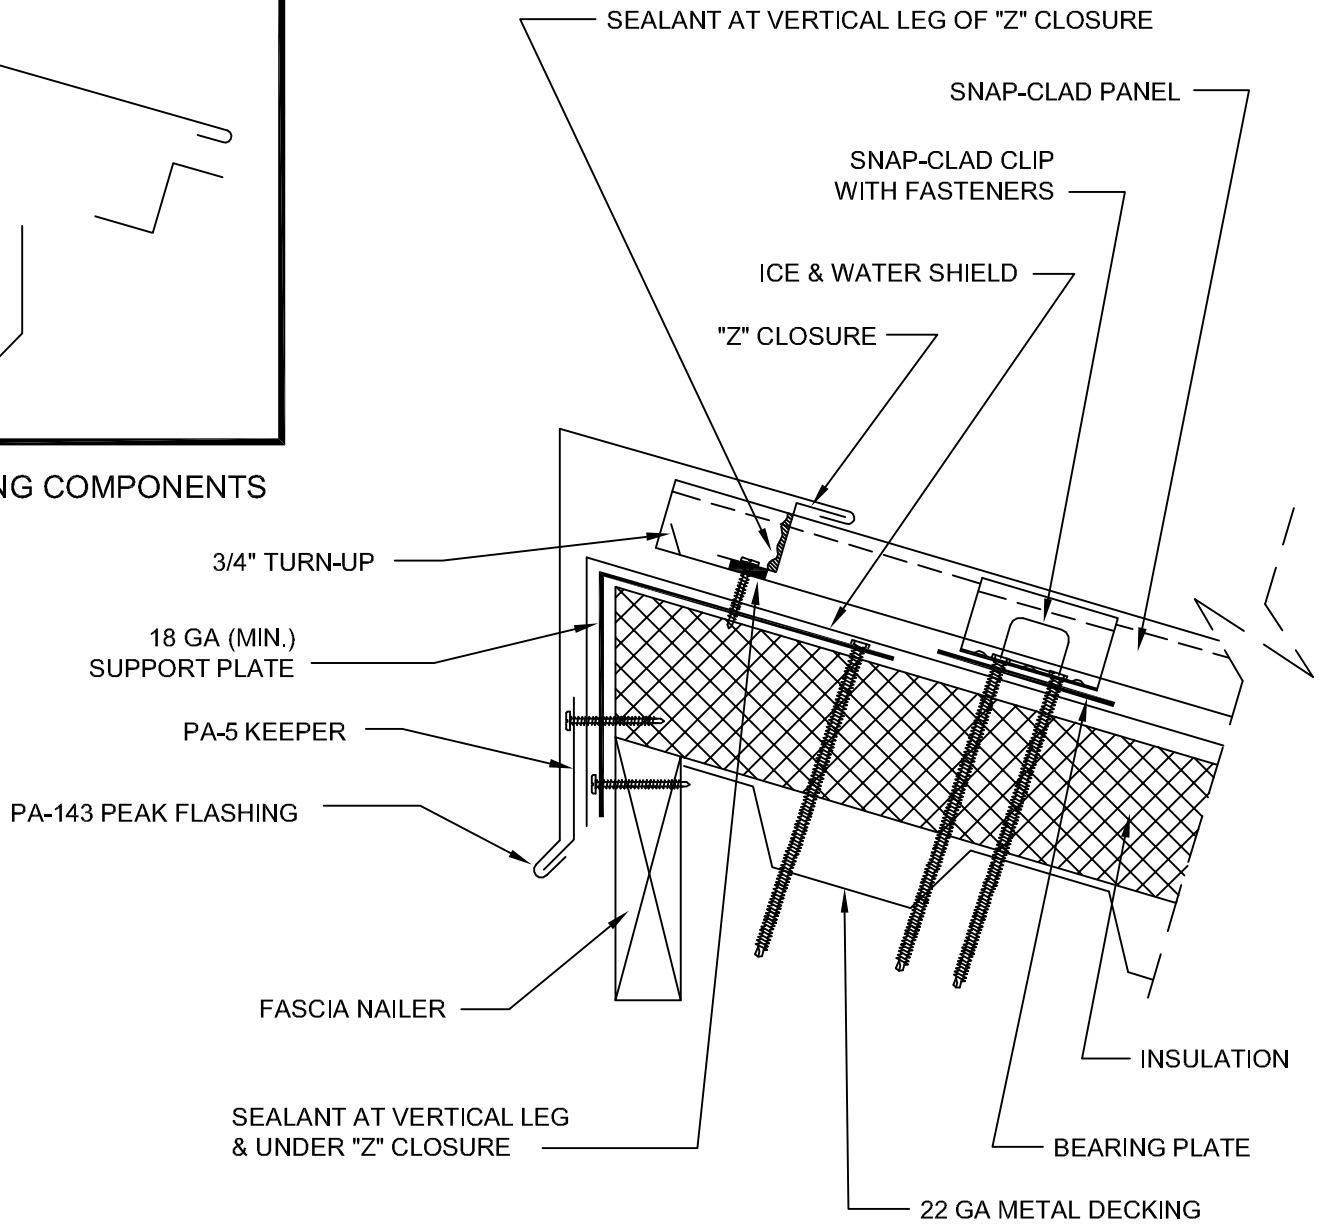 SEALANT AT VERTICAL LEG OF "Z" CLOSURE
SNAP-CLAD PANEL
SNAP-CLAD CLIP
WITH FASTENERS
ICE & WATER SHIELD
"Z" CLOSURE
NG COMPONENTS
3/4" TURN-UP
18 GA (MIN.)
SUPPORT PLATE
PA-5 KEEPER
PA-143 PEAK FLASHING
FASCIA NAILER
INSULATION
SEALANT AT VERTICAL LEG
& UNDER "Z" CLOSURE
BEARING PLATE
22 GA METAL DECKING